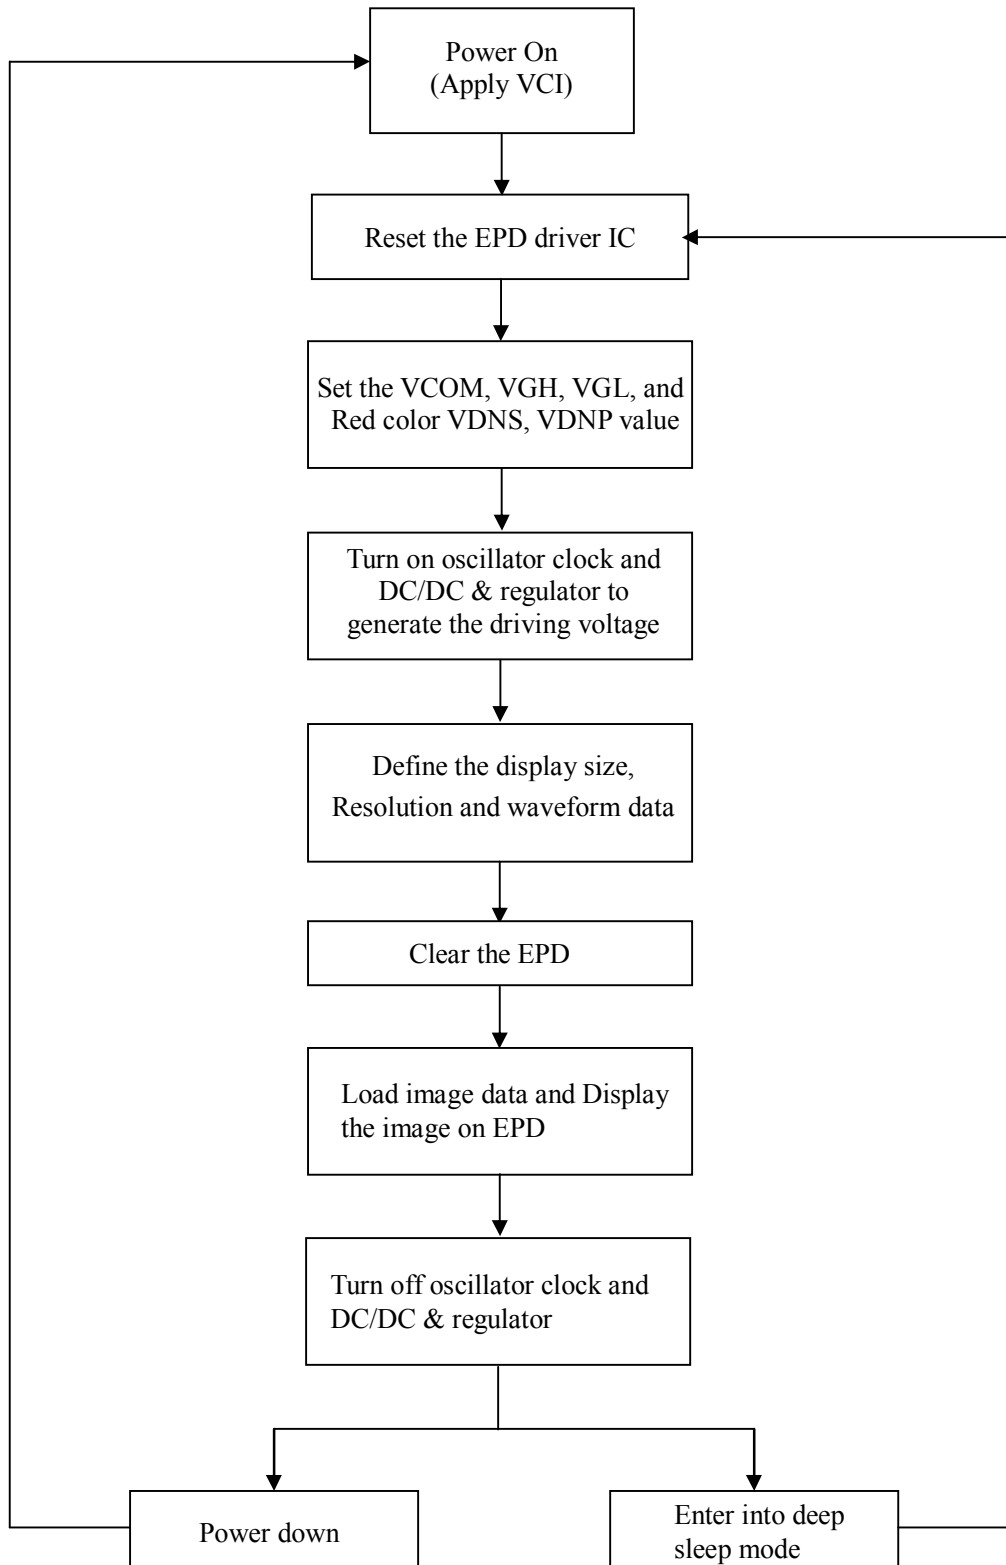 Power On
(Apply VCI)
Reset the EPD driver IC
Set the VCOM, VGH, VGL, and
Red color VDNS, VDNP value
Turn on oscillator clock and
DC/DC & regulator to
generate the driving voltage
Define the display size,
Resolution and waveform data
Clear the EPD
Load image data and Display
the image on EPD
Turn off oscillator clock and
DC/DC & regulator
Power down
Enter into deep
sleep mode